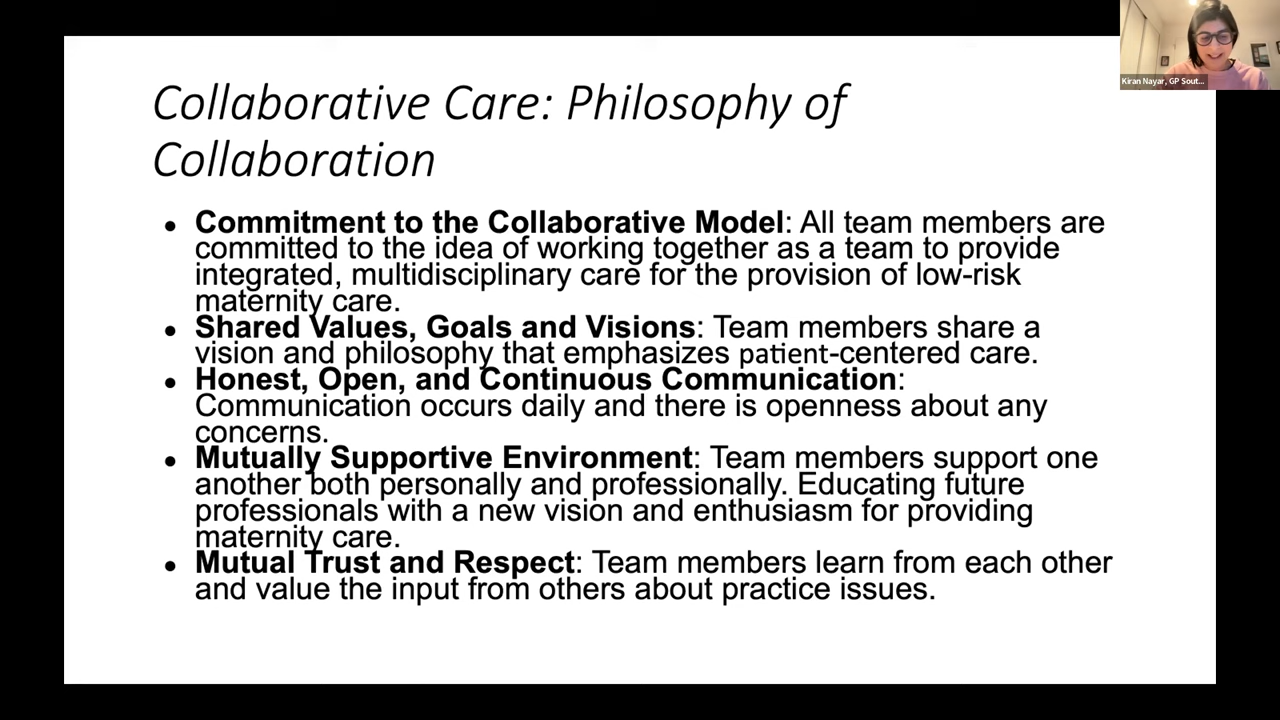 Collaborative Care: Philosophy of
Collaboration
• Commitment to the Collaborative Model: All team members are
committed to the idea of working together as a team to provide
integrated, multidisciplinary care for the provision of low-risk
maternity care.
• Shared Values, Goals and Visions: Team members share a
vision and philosophy that emphasizes patient-centered care.
• Honest, Open, and Continuous Communication:
Communication occurs daily and there is openness about any
concerns.
• Mutually Supportive Environment: Team members support one
another both personally and professionally. Educating future
professionals with a new vision and enthusiasm for providing
maternity care.
• Mutual Trust and Respect: Team members learn from each other
and value the input from others about practice issues.
Kiran Nayar, GP Sout...